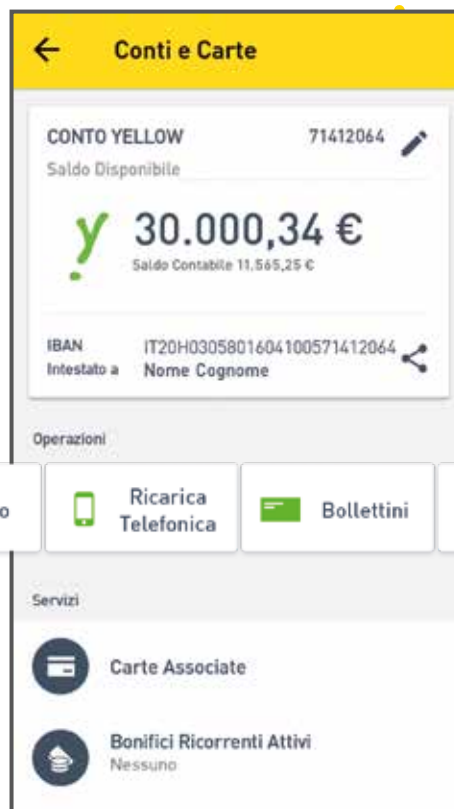 Conti e Carte
CONTO YELLOW 71412064
Saldo Disponibile
y 30.000,34 €
Saldo Contabile 11.565,25 €
IBAN IT20H0305801604100571412064
Intestato a Nome Cognome
Operazioni
o
Ricarica
Telefonica
Bollettini
Servizi
Carte Associate
Bonifici Ricorrenti Attivi
Nessuno